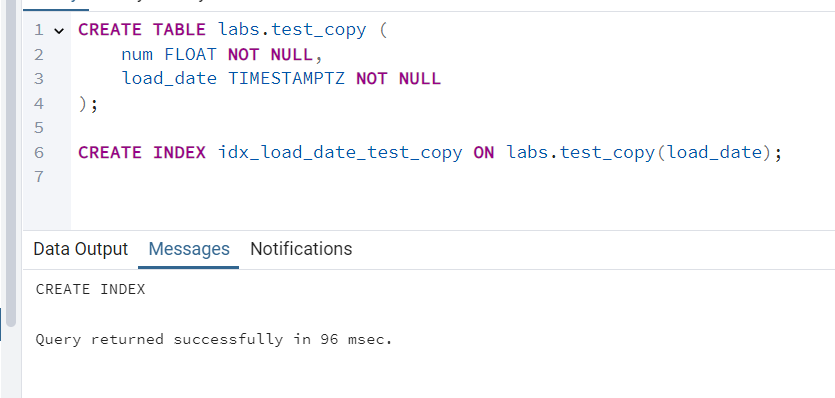 1 CREATE TABLE labs.test_copy (
2 num FLOAT NOT NULL,
3 load_date TIMESTAMPTZ NOT NULL
4 );
5
6 CREATE INDEX idx_load_date_test_copy ON labs.test_copy(load_date);
7
Data Output Messages Notifications
CREATE INDEX
Query returned successfully in 96 msec.